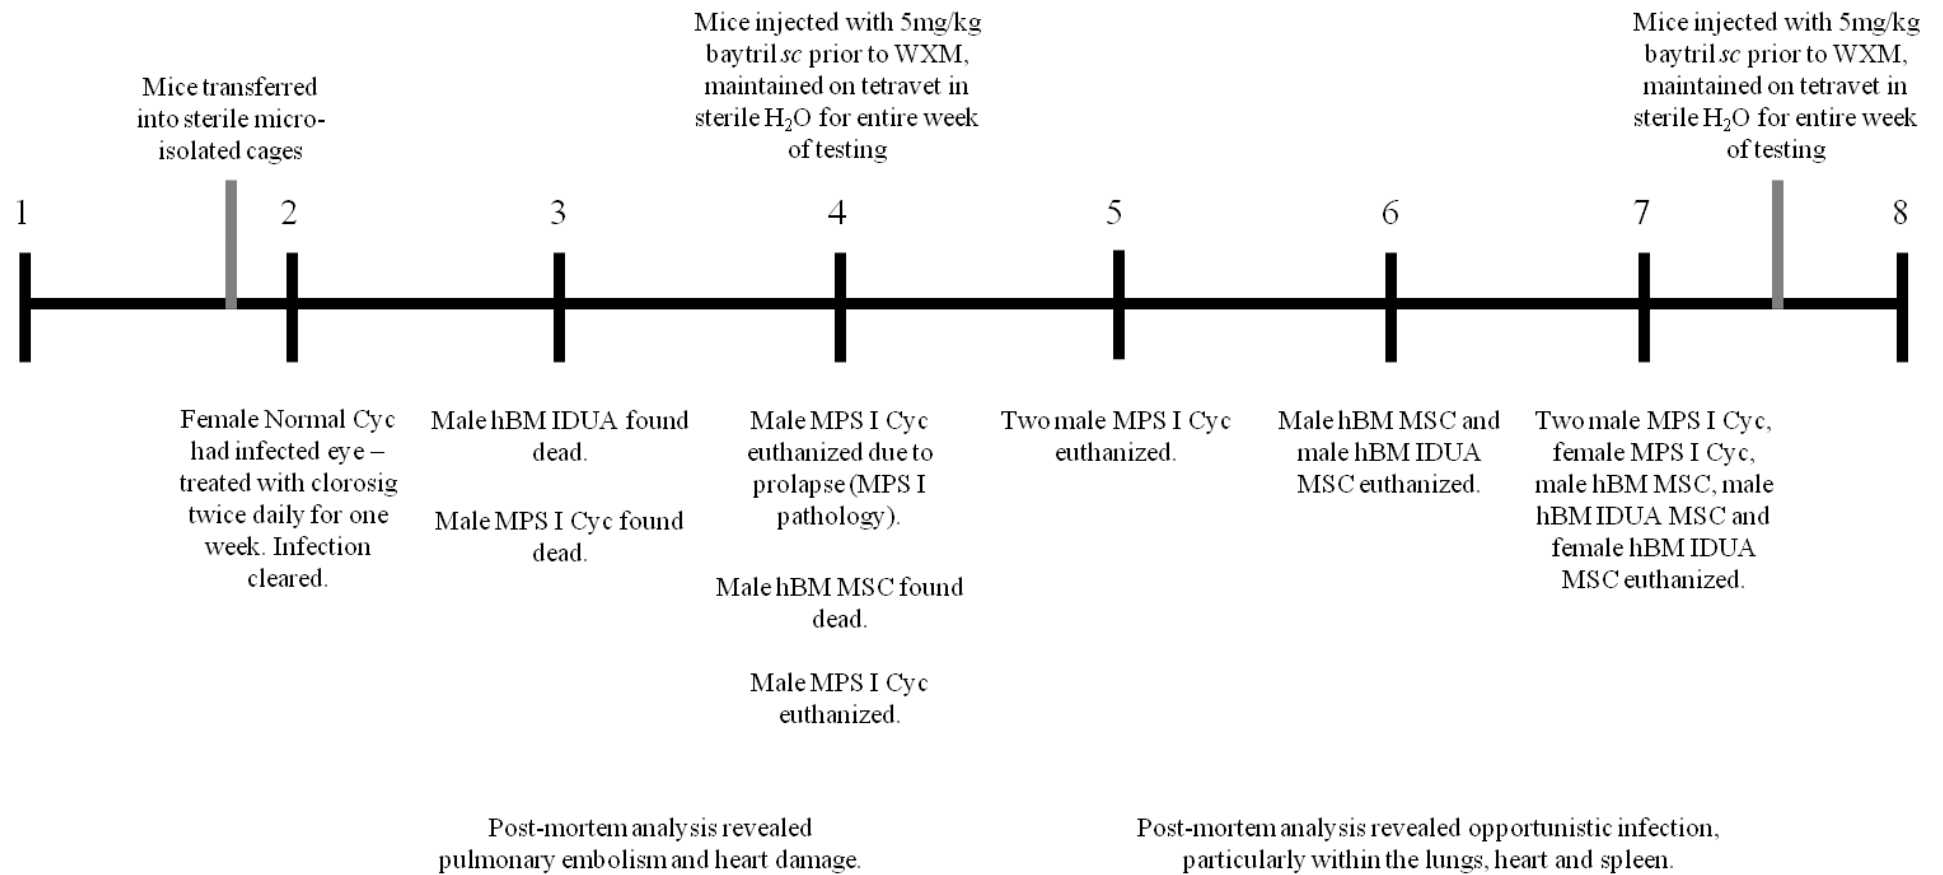 Mice transferred
into sterile micro-
isolated cages
Mice injected with 5mg/kg
baytril sc prior to WXM,
maintained on tetravet in
sterile H₂O for entire week
of testing
Mice injected with 5mg/kg
baytril sc prior to WXM,
maintained on tetravet in
sterile H₂O for entire week
of testing
1
2
3
4
5
6
7
8
Female Normal Cyc
had infected eye –
treated with clorosig
twice daily for one
week. Infection
cleared.
Male hBM IDUA found
dead.
Male MPS I Cyc found
dead.
Male MPS I Cyc
euthanized due to
prolapse (MPS I
pathology).
Male hBM MSC found
dead.
Male MPS I Cyc
euthanized.
Two male MPS I Cyc
euthanized.
Male hBM MSC and
male hBM IDUA
MSC euthanized.
Two male MPS I Cyc,
female MPS I Cyc,
male hBM MSC, male
hBM IDUA MSC and
female hBM IDUA
MSC euthanized.
Post-mortem analysis revealed
pulmonary embolism and heart damage.
Post-mortem analysis revealed opportunistic infection,
particularly within the lungs, heart and spleen.